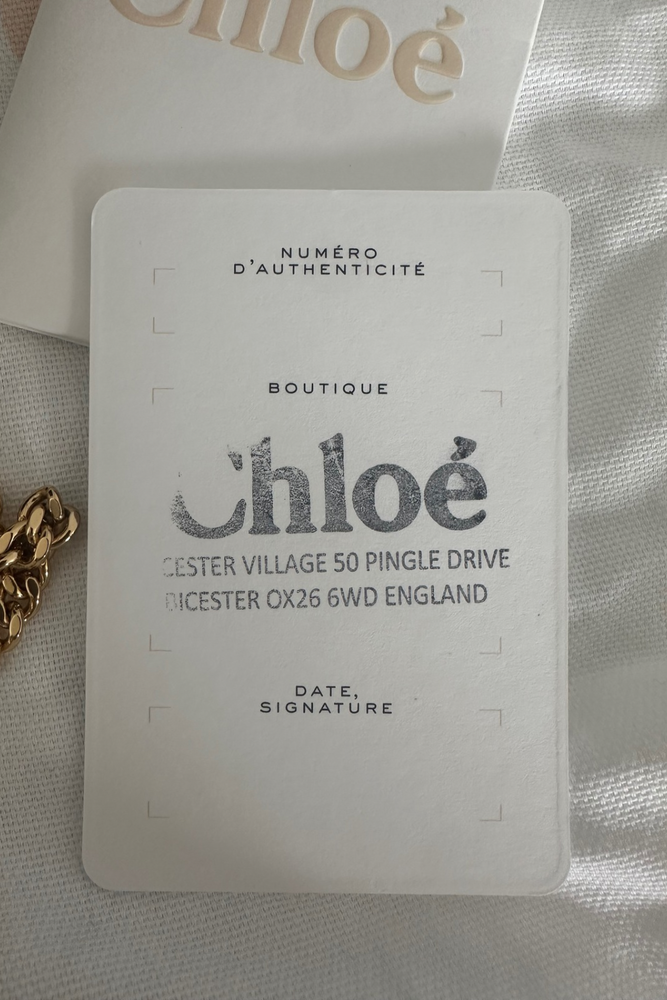 Chloé
NUMÉRO
D'AUTHENTICITÉ
BOUTIQUE
Chloé
CESTER VILLAGE 50 PINGLE DRIVE
BICESTER OX26 6WD ENGLAND
DATE,
SIGNATURE